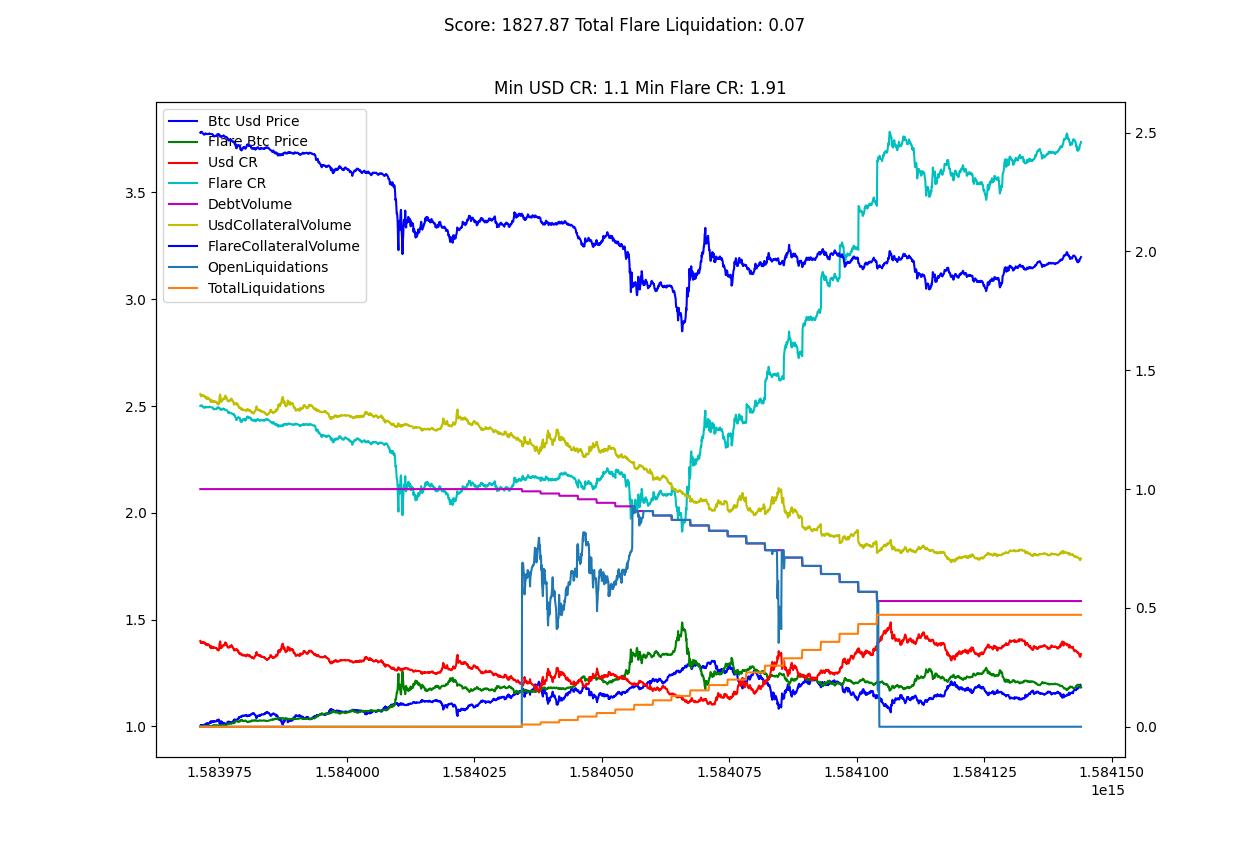 Score: 1827.87 Total Flare Liquidation: 0.07
Min USD CR: 1.1 Min Flare CR: 1.91
Btc Usd Price
Flare Btc Price
Usd CR
Flare CR
DebtVolume
UsdCollateralVolume
FlareCollateralVolume
OpenLiquidations
TotalLiquidations
3.5
3.0
2.5
2.0
1.5
1.0
2.5
2.0
1.5
1.0
0.5
0.0
1.583975 1.584000 1.584025 1.584050 1.584075 1.584100 1.584125 1.584150
1e15